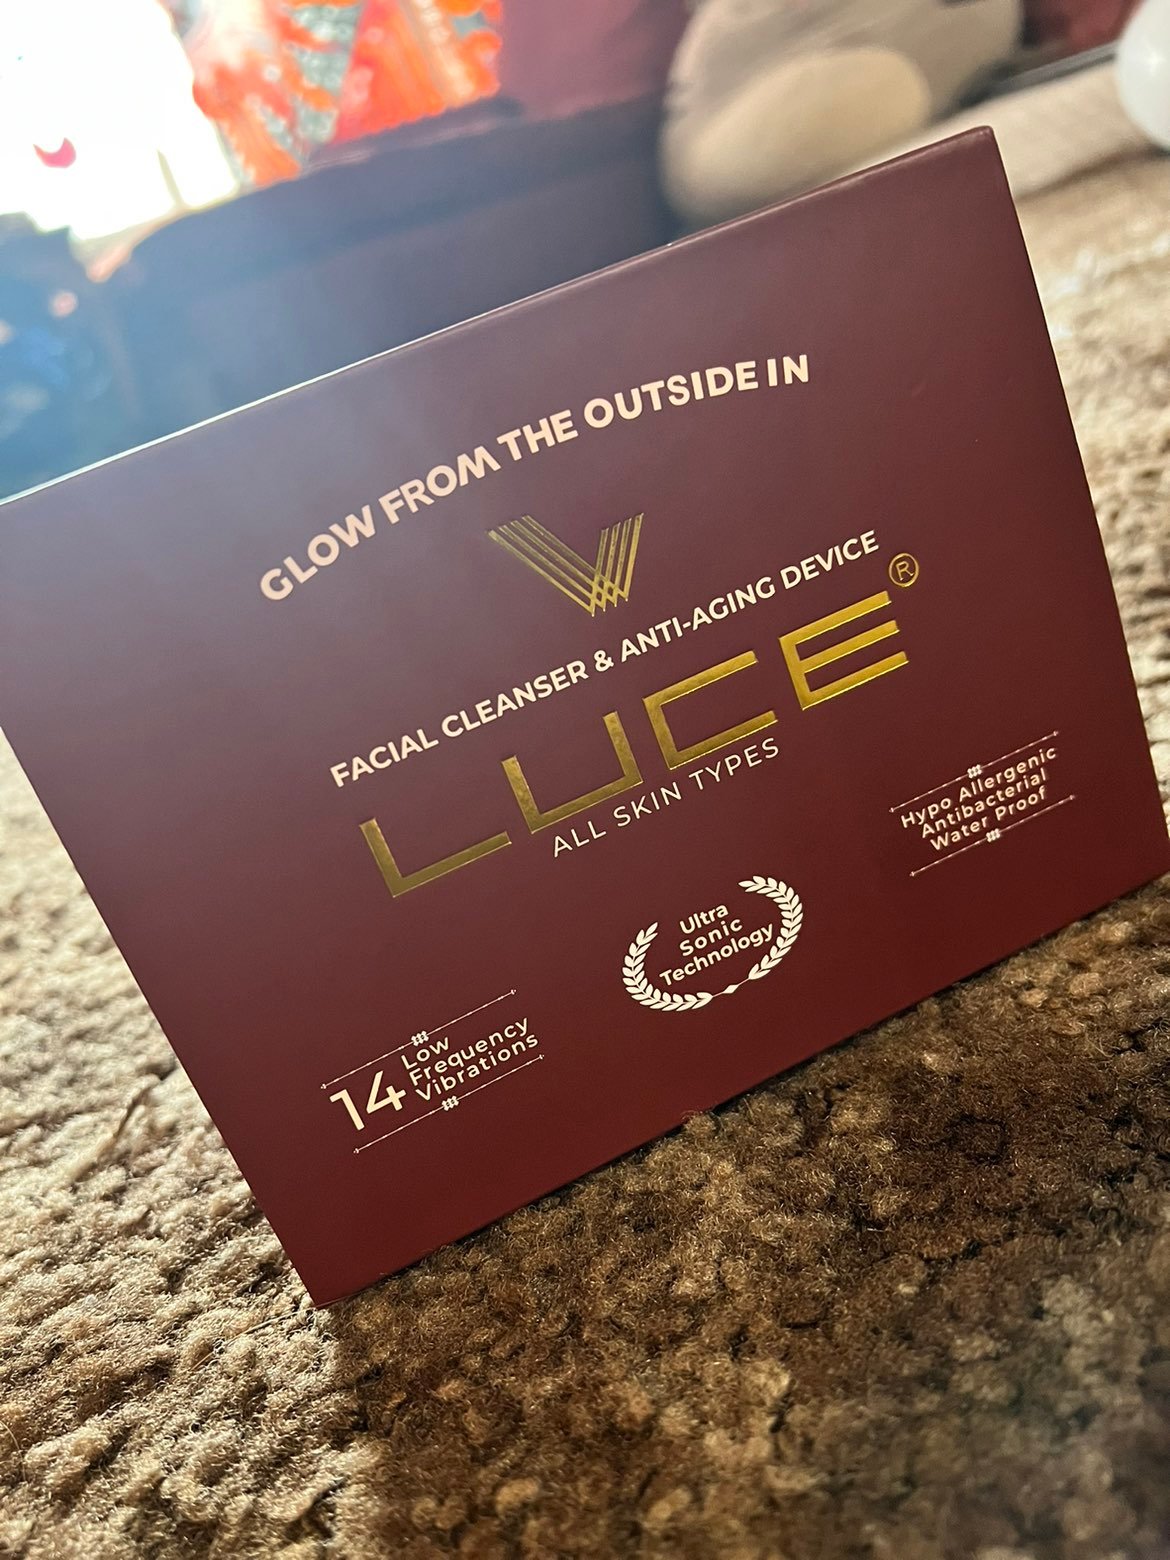 GLOW FROM THE OUTSIDE IN
FACIAL CLEANSER & ANTI-AGING DEVICE
LUCE®
ALL SKIN TYPES
Hypo Allergenic
Antibacterial
Water Proof
Ultra
Sonic
Technology
14 Low
Frequency
Vibrations